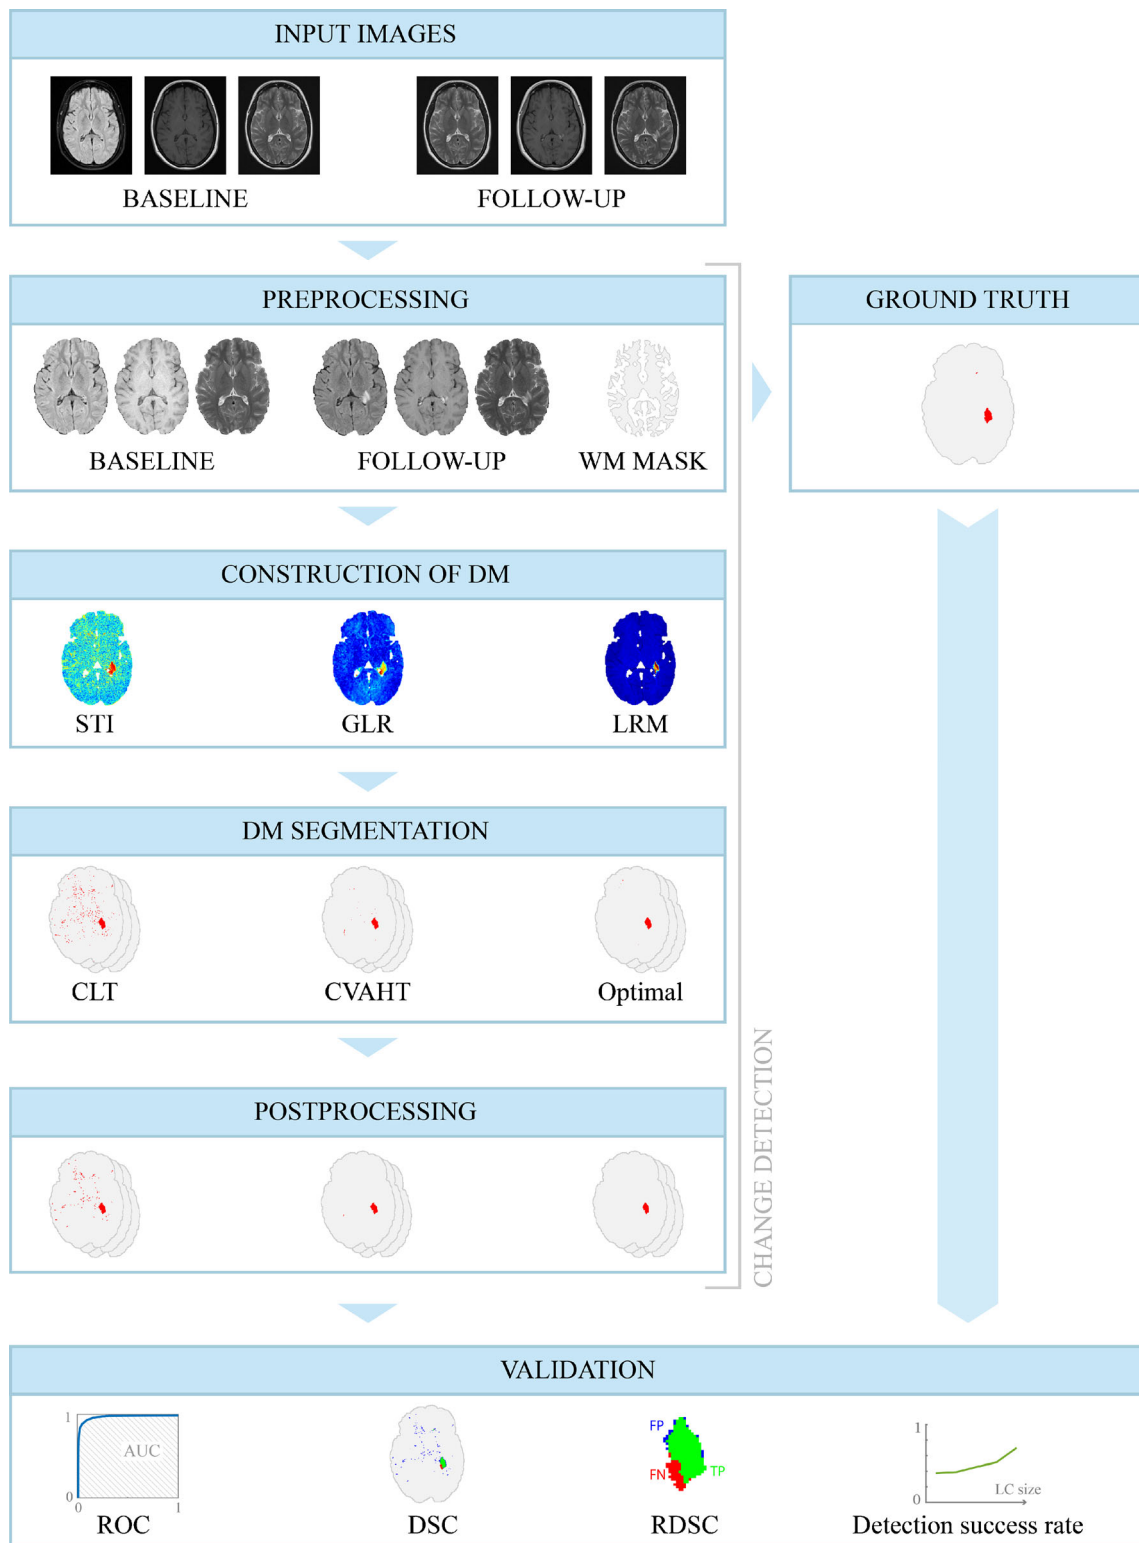 INPUT IMAGES
BASELINE
FOLLOW-UP
PREPROCESSING
BASELINE
FOLLOW-UP
WM MASK
GROUND TRUTH
CONSTRUCTION OF DM
STI
GLR
LRM
DM SEGMENTATION
CLT
CVAHT
Optimal
POSTPROCESSING
CHANGE DETECTION
VALIDATION
1
AUC
0
0
1
ROC
DSC
FP
FN
TP
RDSC
1
LC size
0
Detection success rate